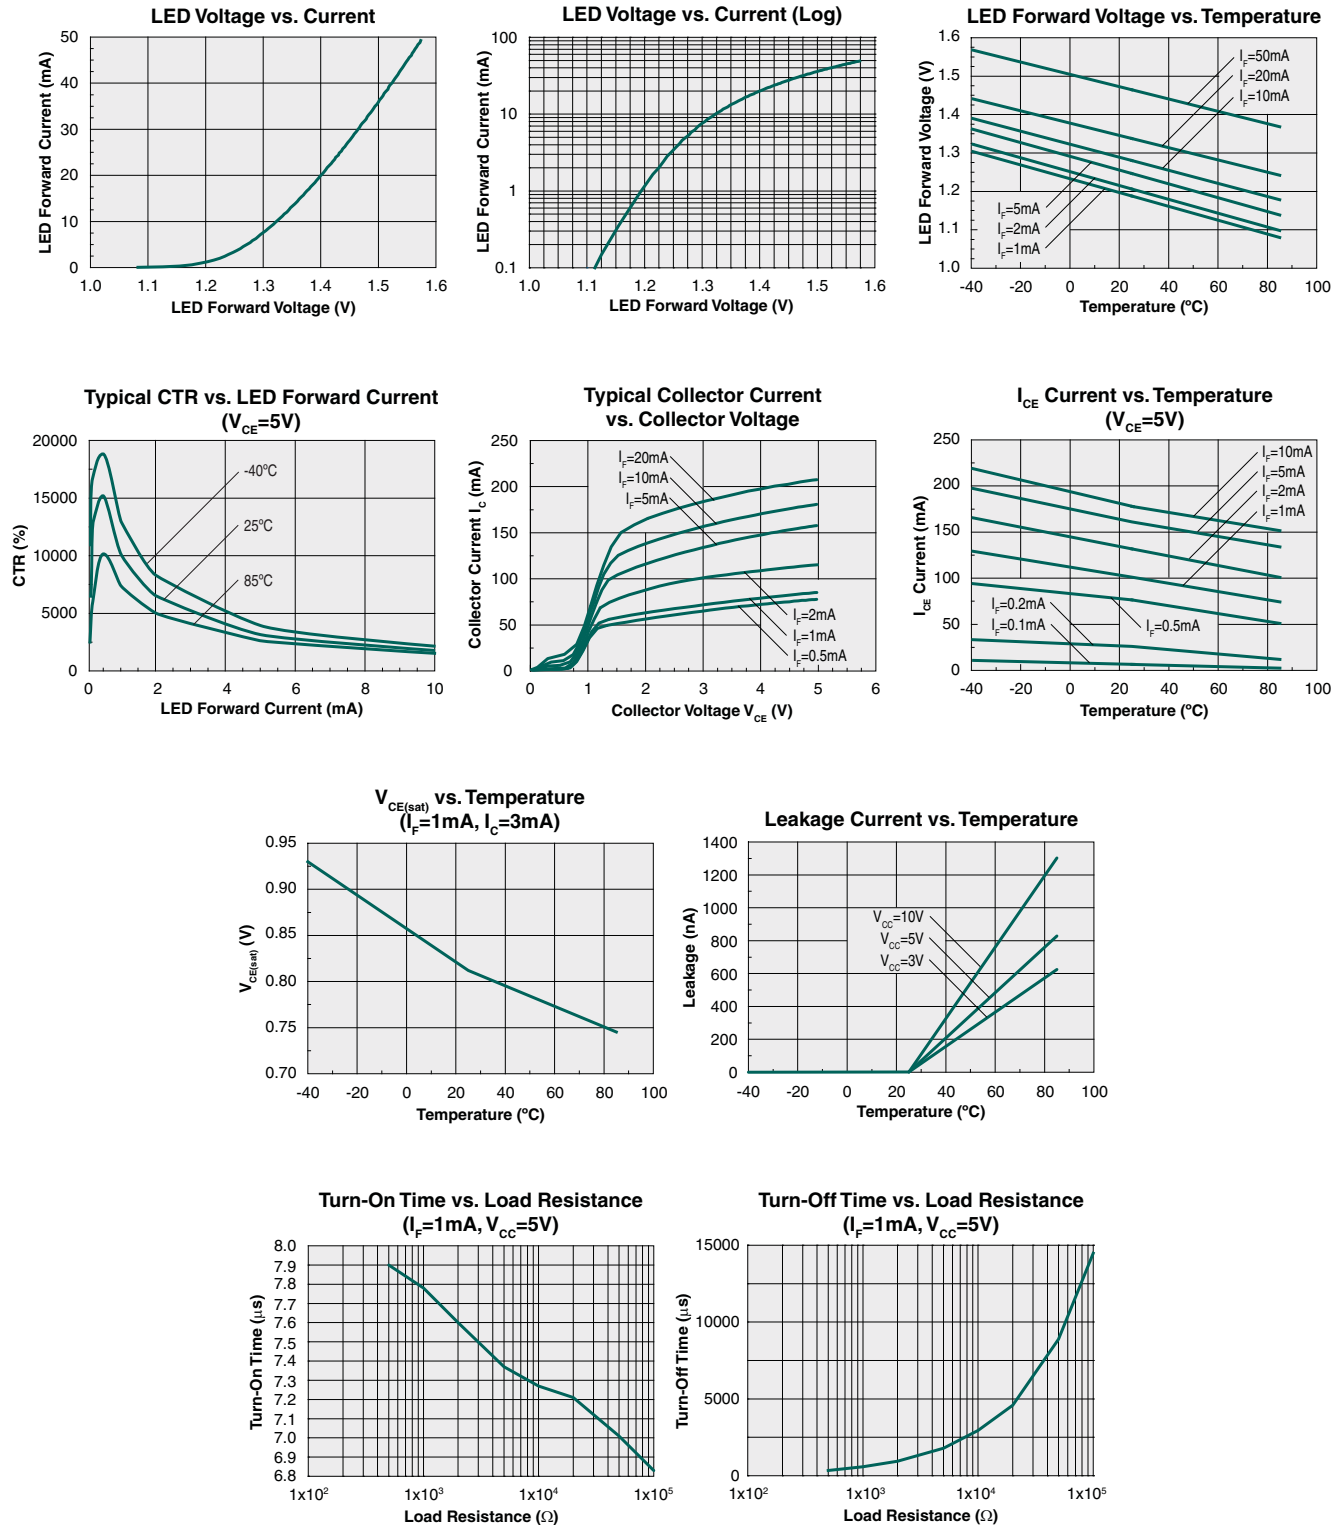 LED Voltage vs. Current
LED Forward Current (mA)
50
40
30
20
10
0
1.0 1.1 1.2 1.3 1.4 1.5 1.6
LED Forward Voltage (V)
LED Voltage vs. Current (Log)
LED Forward Current (mA)
100
10
1
0.1
1.0 1.1 1.2 1.3 1.4 1.5 1.6
LED Forward Voltage (V)
LED Forward Voltage vs. Temperature
LED Forward Voltage (V)
1.6
1.5
1.4
1.3
1.2
1.1
1.0
IF=50mA
IF=20mA
IF=10mA
IF=5mA
IF=2mA
IF=1mA
-40 -20 0 20 40 60 80 100
Temperature (ºC)
Typical CTR vs. LED Forward Current
(VCE=5V)
CTR (%)
20000
15000
10000
5000
0
-40ºC
25ºC
85ºC
0 2 4 6 8 10
LED Forward Current (mA)
Typical Collector Current
vs. Collector Voltage
Collector Current IC (mA)
250
200
150
100
50
0
IF=20mA
IF=10mA
IF=5mA
IF=2mA
IF=1mA
IF=0.5mA
0 1 2 3 4 5 6
Collector Voltage VCE (V)
ICE Current vs. Temperature
(VCE=5V)
ICE Current (mA)
250
200
150
100
50
0
IF=10mA
IF=5mA
IF=2mA
IF=1mA
IF=0.2mA
IF=0.1mA
IF=0.5mA
-40 -20 0 20 40 60 80 100
Temperature (ºC)
VCE(sat) vs. Temperature
(IF=1mA, IC=3mA)
VCE(sat) (V)
0.95
0.90
0.85
0.80
0.75
0.70
-40 -20 0 20 40 60 80 100
Temperature (ºC)
Leakage Current vs. Temperature
Leakage (nA)
1400
1200
1000
800
600
400
200
0
VCC=10V
VCC=5V
VCC=3V
-40 -20 0 20 40 60 80 100
Temperature (ºC)
Turn-On Time vs. Load Resistance
(IF=1mA, VCC=5V)
Turn-On Time (μs)
8.0
7.9
7.8
7.7
7.6
7.5
7.4
7.3
7.2
7.1
7.0
6.9
6.8
1x10² 1x10³ 1x10⁴ 1x10⁵
Load Resistance (Ω)
Turn-Off Time vs. Load Resistance
(IF=1mA, VCC=5V)
Turn-Off Time (μs)
15000
10000
5000
0
1x10² 1x10³ 1x10⁴ 1x10⁵
Load Resistance (Ω)